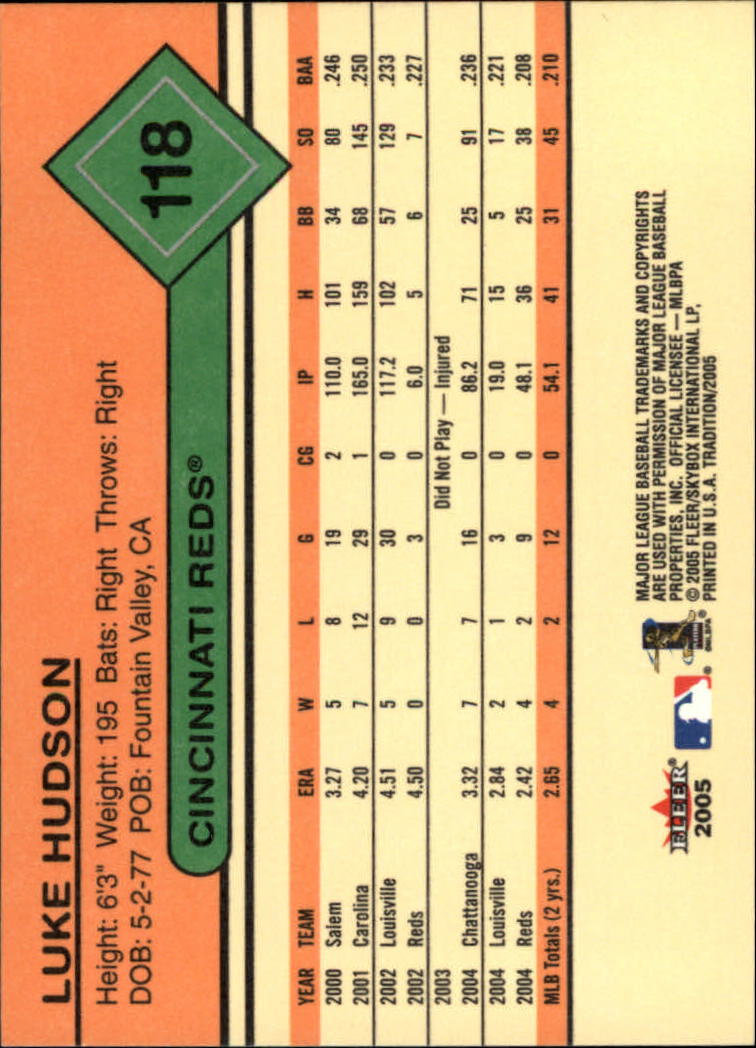 LUKE HUDSON
Height: 6'3" Weight: 195 Bats: Right Throws: Right
DOB: 5-2-77 POB: Fountain Valley, CA
118
CINCINNATI REDS®
YEAR TEAM ERA W L G CG IP H BB SO BAA
2000 Salem 3.27 5 8 19 2 110.0 101 34 80 .246
2001 Carolina 4.20 7 12 29 1 165.0 159 68 145 .250
2002 Louisville 4.51 5 9 30 0 117.2 102 57 129 .233
2002 Reds 4.50 0 0 3 0 6.0 5 6 7 .227
2003 Did Not Play — Injured
2004 Chattanooga 3.32 7 7 16 0 86.2 71 25 91 .236
2004 Louisville 2.84 2 1 3 0 19.0 15 5 17 .221
2004 Reds 2.42 4 2 9 0 48.1 36 25 38 .208
MLB Totals (2 yrs.) 2.65 4 2 12 0 54.1 41 31 45 .210
FLEER®
2005
®
©MLBPA
MAJOR LEAGUE BASEBALL TRADEMARKS AND COPYRIGHTS
ARE USED WITH PERMISSION OF MAJOR LEAGUE BASEBALL
PROPERTIES, INC. OFFICIAL LICENSEE — MLBPA
© 2005 FLEER/SKYBOX INTERNATIONAL LP,
PRINTED IN U.S.A. TRADITION/2005